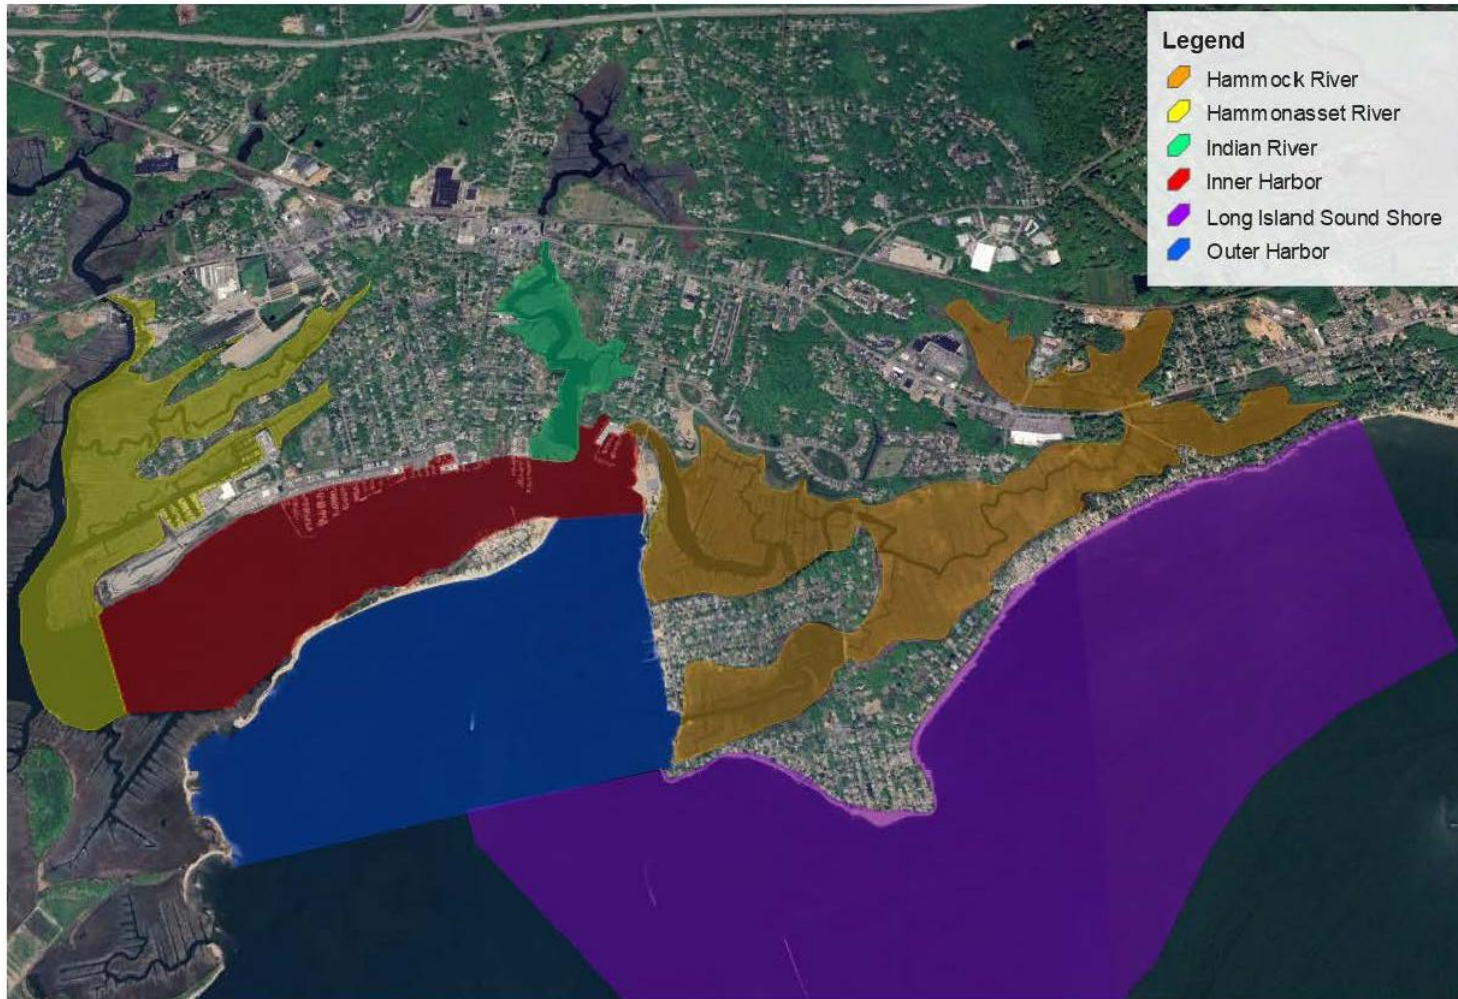 Legend
Hammock River
Hammonasset River
Indian River
Inner Harbor
Long Island Sound Shore
Outer Harbor